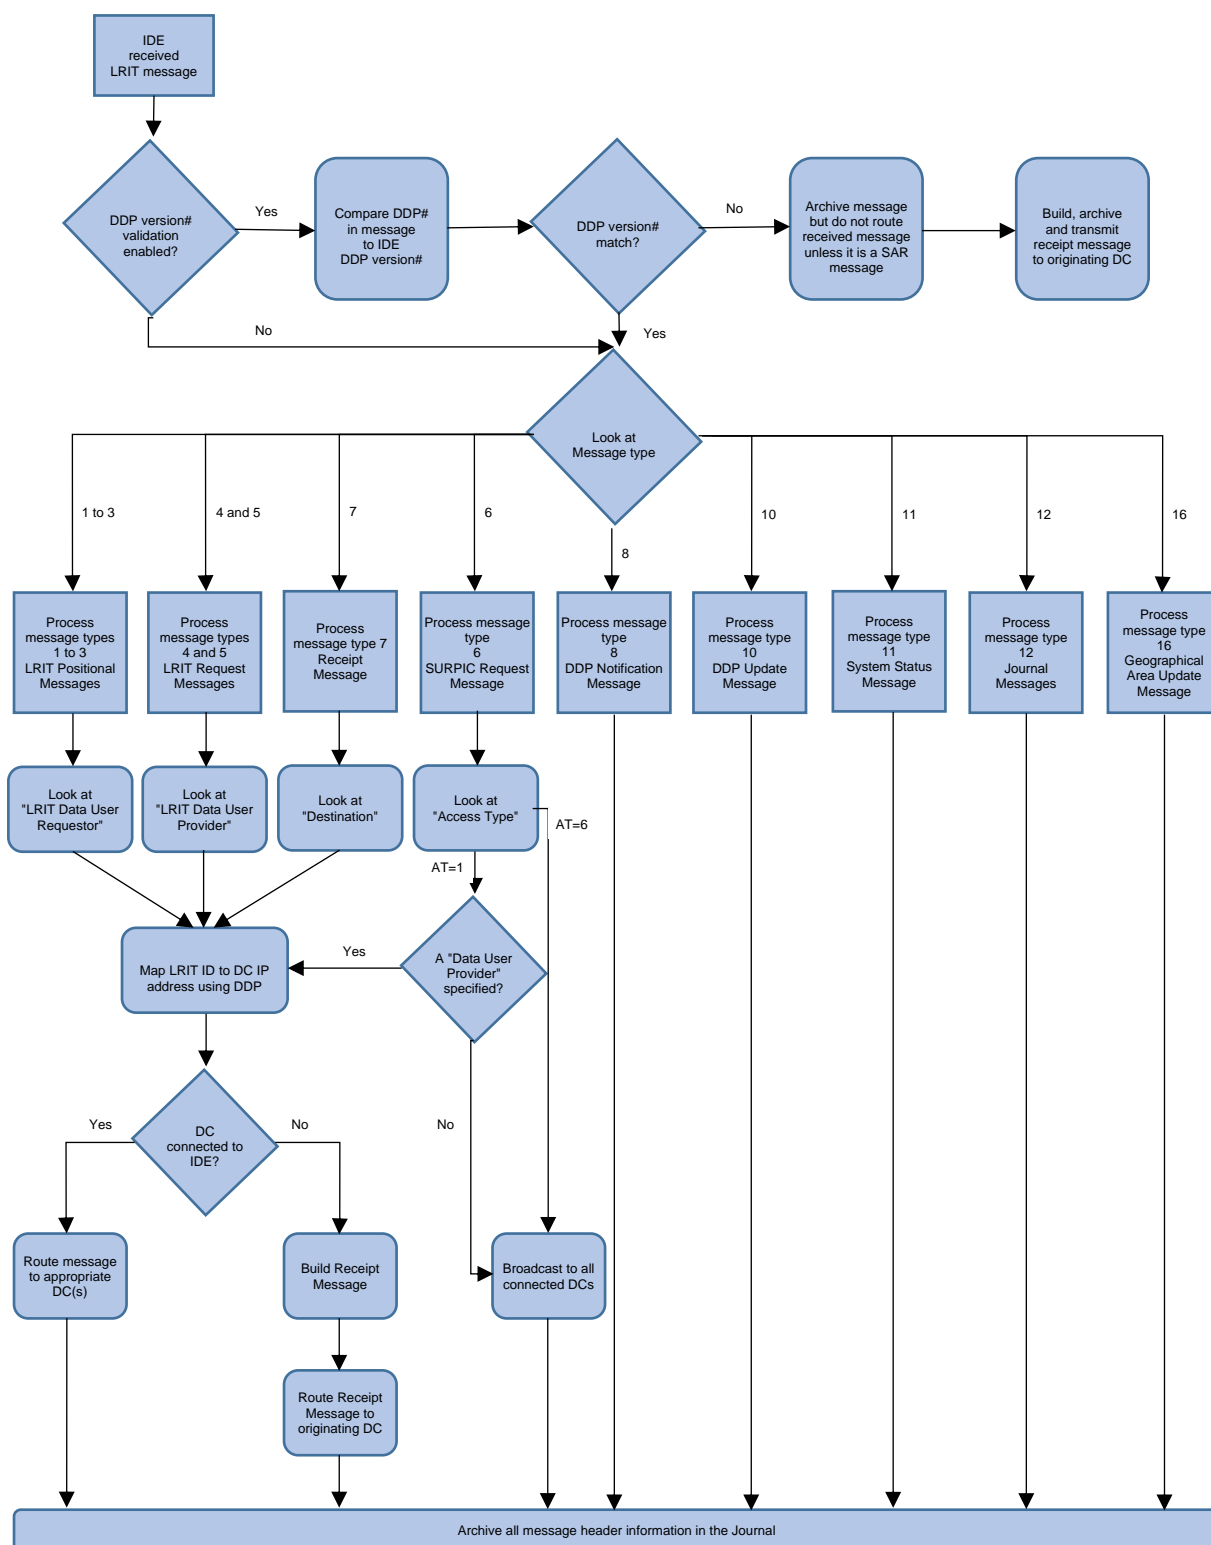 IDE
received
LRIT message
DDP version#
validation
enabled?
Yes
Compare DDP#
in message
to IDE
DDP version#
DDP version#
match?
No
Archive message
but do not route
received message
unless it is a SAR
message
Build, archive
and transmit
receipt message
to originating DC
No
Yes
Look at
Message type
1 to 3
4 and 5
7
6
8
10
11
12
16
Process
message types
1 to 3
LRIT Positional
Messages
Process
message types
4 and 5
LRIT Request
Messages
Process
message type 7
Receipt
Message
Process message
type
6
SURPIC Request
Message
Process message
type
8
DDP Notification
Message
Process
message type
10
DDP Update
Message
Process
message type
11
System Status
Message
Process
message type
12
Journal
Messages
Process
message type
16
Geographical
Area Update
Message
Look at
"LRIT Data User
Requestor"
Look at
"LRIT Data User
Provider"
Look at
"Destination"
Look at
"Access Type"
AT=6
AT=1
Map LRIT ID to DC IP
address using DDP
Yes
A "Data User
Provider"
specified?
Yes
DC
connected to
IDE?
No
No
Route message
to appropriate
DC(s)
Build Receipt
Message
Broadcast to all
connected DCs
Route Receipt
Message to
originating DC
Archive all message header information in the Journal